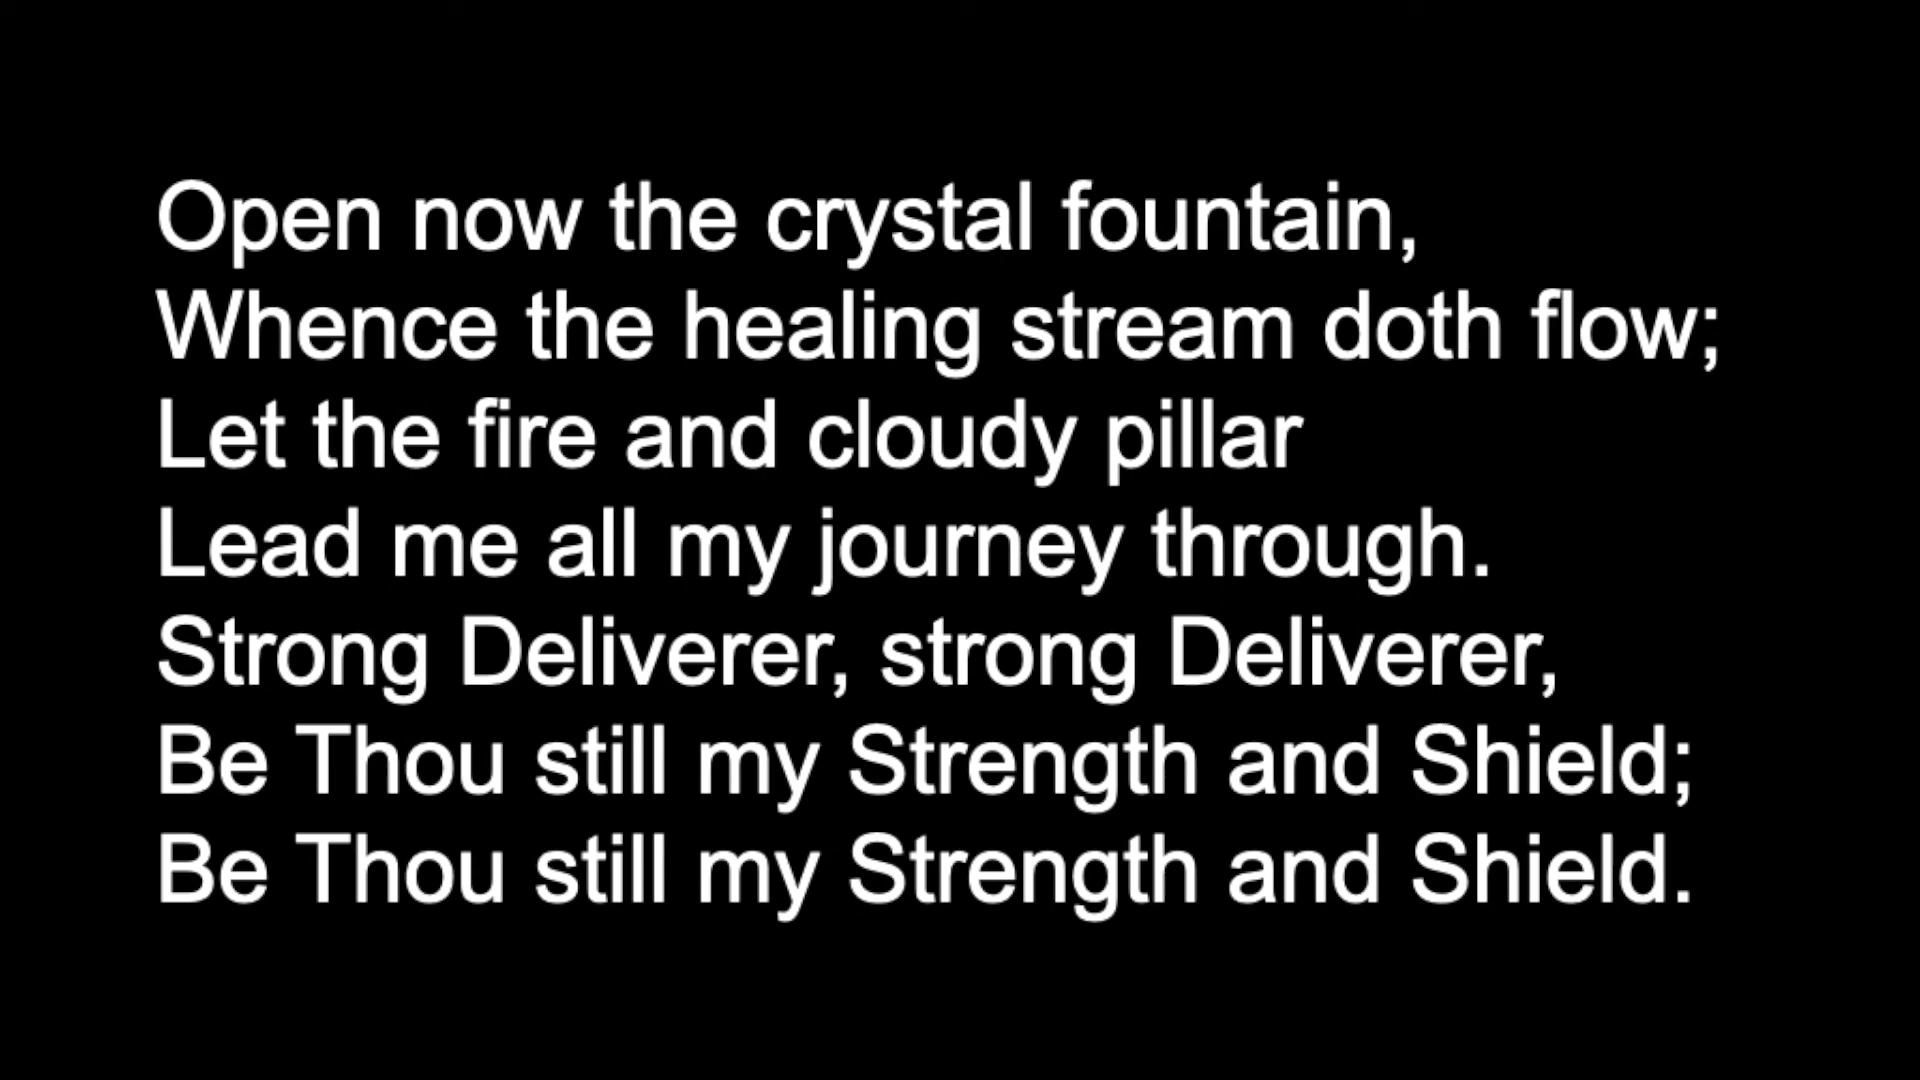 Open now the crystal fountain,
Whence the healing stream doth flow;
Let the fire and cloudy pillar
Lead me all my journey through.
Strong Deliverer, strong Deliverer,
Be Thou still my Strength and Shield;
Be Thou still my Strength and Shield.